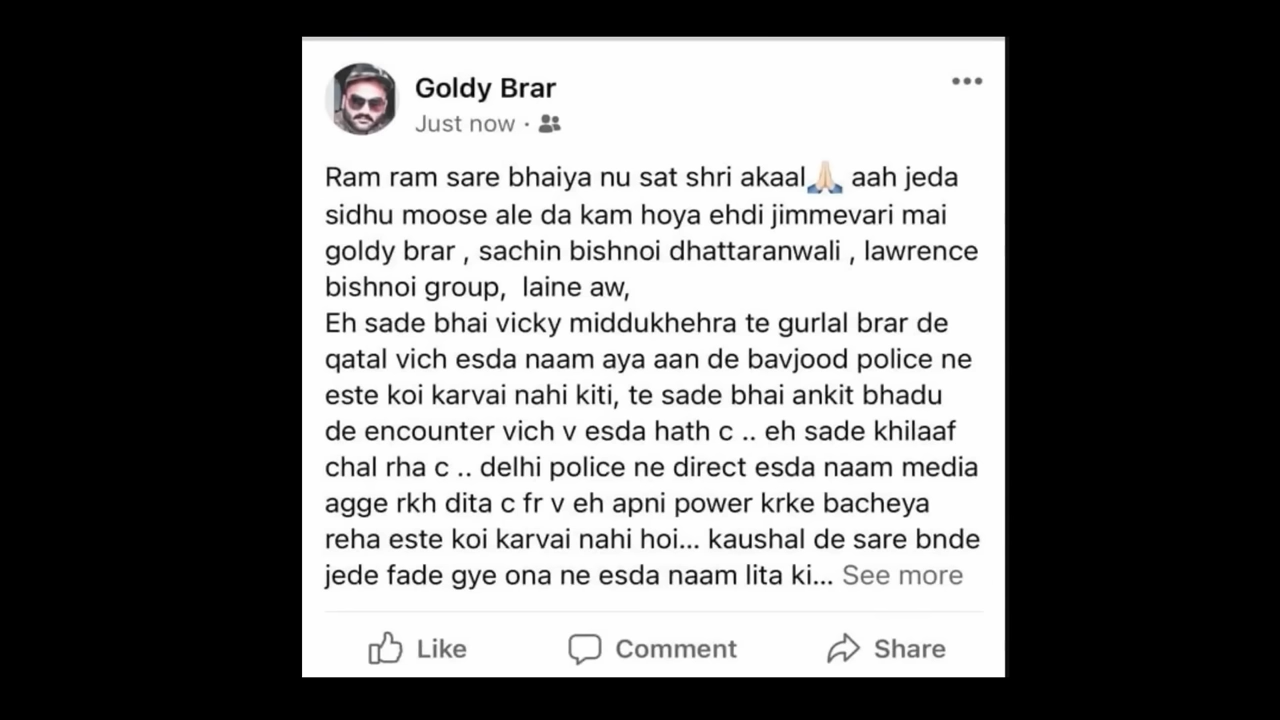 Goldy Brar
Just now ·
Ram ram sare bhaiya nu sat shri akaal🙏🏻 aah jeda
sidhu moose ale da kam hoya ehdi jimmevari mai
goldy brar , sachin bishnoi dhattaranwali , lawrence
bishnoi group,  laine aw,
Eh sade bhai vicky middukhehra te gurlal brar de
qatal vich esda naam aya aan de bavjood police ne
este koi karvai nahi kiti, te sade bhai ankit bhadu
de encounter vich v esda hath c .. eh sade khilaaf
chal rha c .. delhi police ne direct esda naam media
agge rkh dita c fr v eh apni power krke bacheya
reha este koi karvai nahi hoi... kaushal de sare bnde
jede fade gye ona ne esda naam lita ki... See more
Like Comment Share